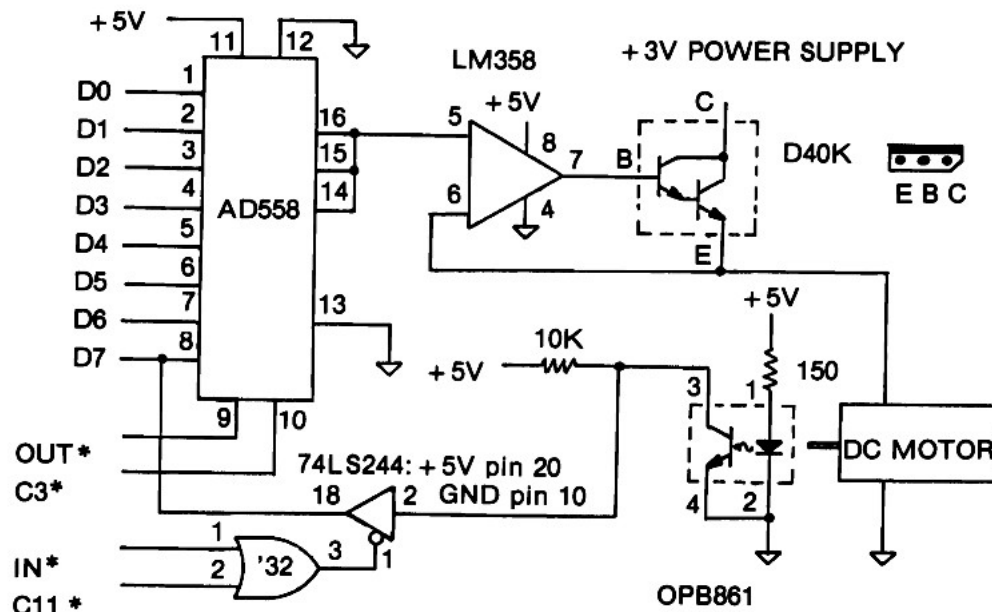 +5V
11
12
D0
1
D1
2
D2
3
D3
4
D4
5
D5
6
D6
7
D7
8
AD558
16
15
14
13
9
10
LM358
+5V
5
8
7
6
4
+3V POWER SUPPLY
C
B
E
D40K
E B C
+5V
10K
+5V
150
3
1
4
2
DC MOTOR
OPB861
OUT*
C3*
74LS244: +5V pin 20
GND pin 10
18
2
1
IN*
C11*
1
2
'32
3